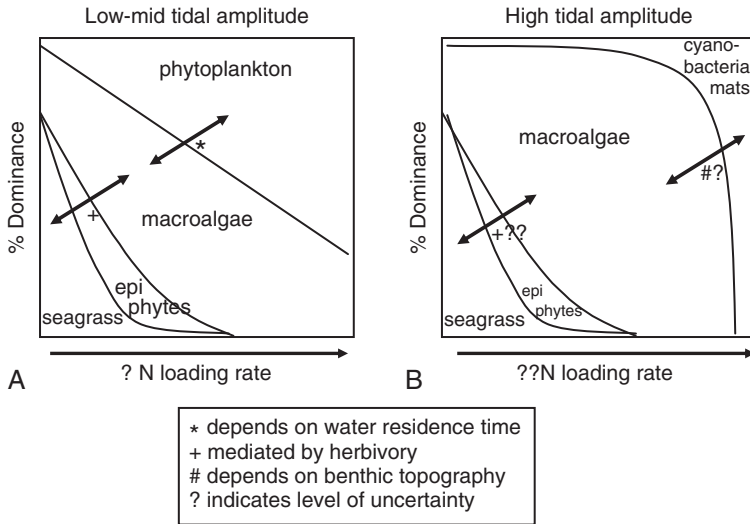 Low-mid tidal amplitude
% Dominance
phytoplankton
*
+
macroalgae
epi
phytes
seagrass
A
? N loading rate
High tidal amplitude
% Dominance
cyano-
bacteria
mats
macroalgae
#?
+??
epi
phytes
seagrass
B
??N loading rate
* depends on water residence time
+ mediated by herbivory
# depends on benthic topography
? indicates level of uncertainty